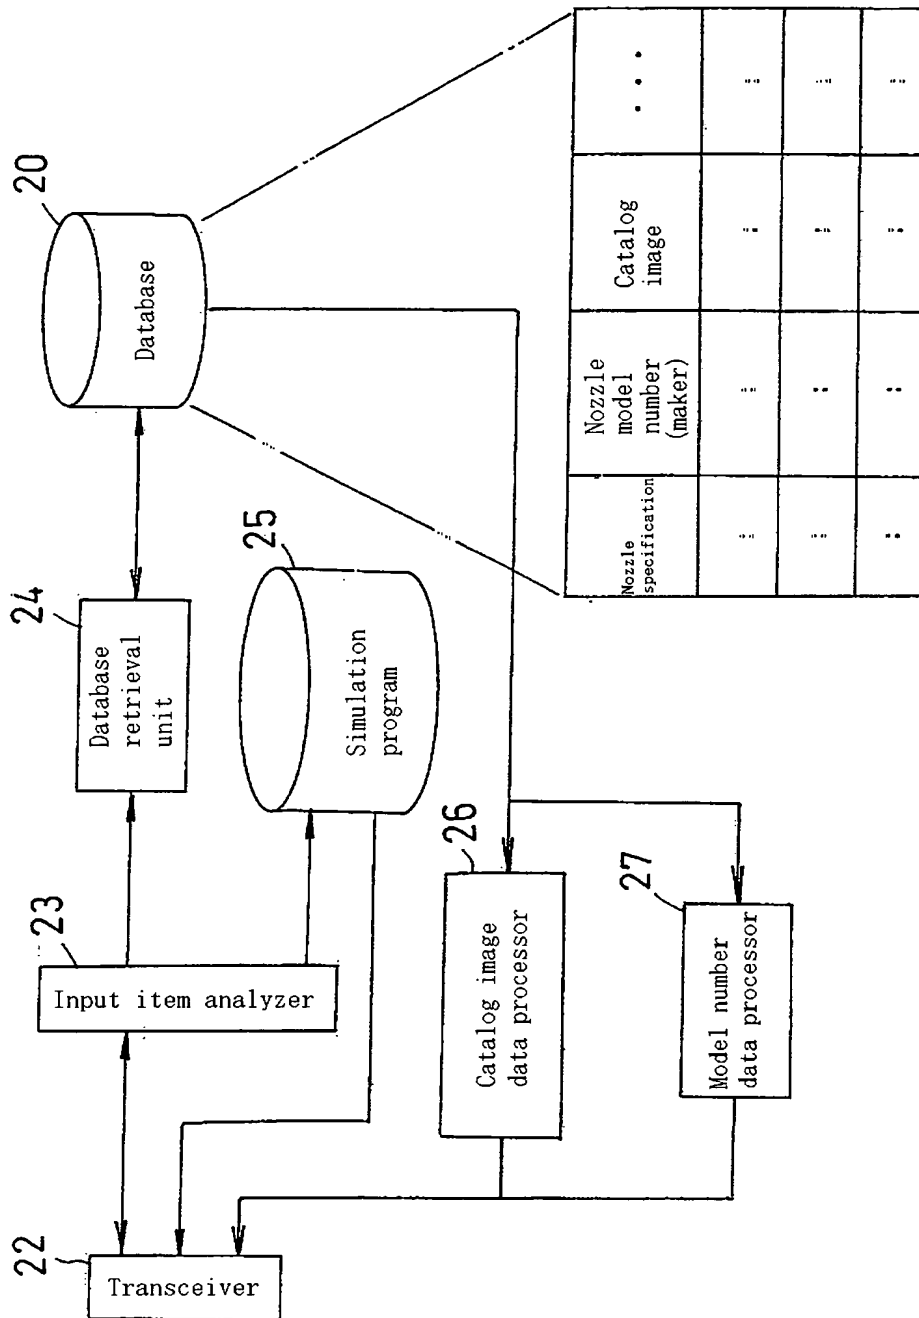 20
Database
24
Database
retrieval
unit
25
Simulation
program
23
Input item analyzer
22
Transceiver
26
Catalog image
data processor
27
Model number
data processor
Nozzle
specification
Nozzle
model
number
(maker)
Catalog
image
...